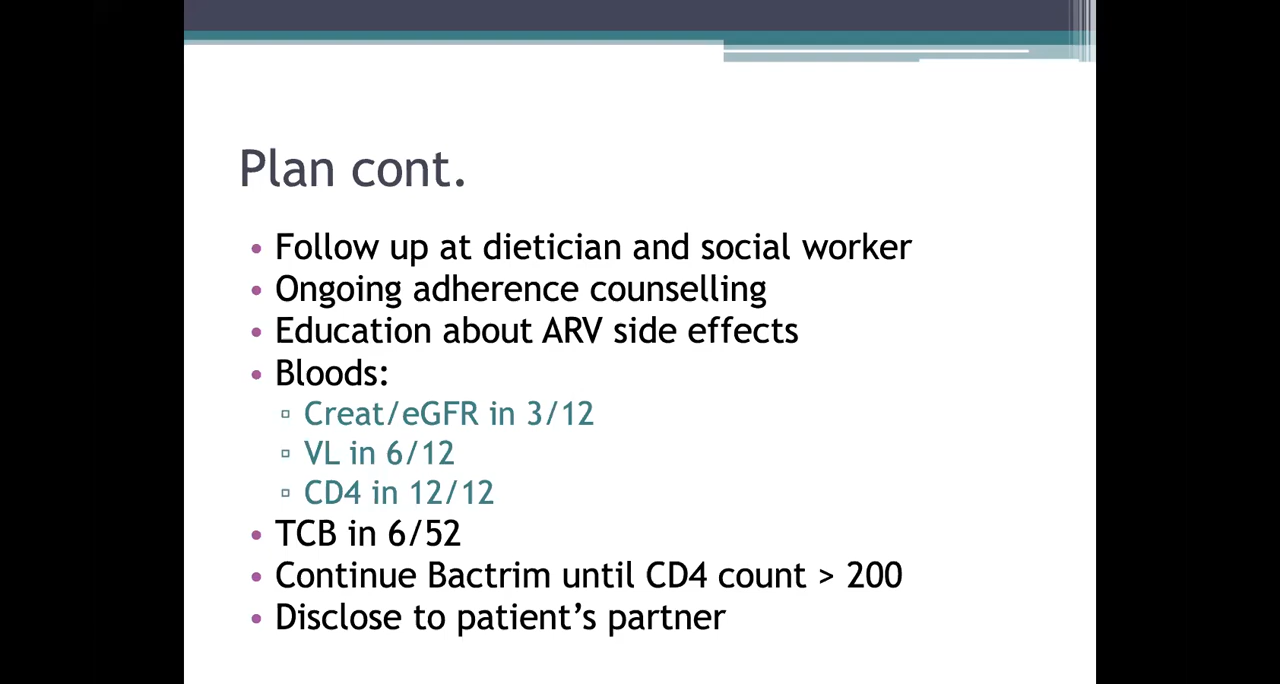 Plan cont.
• Follow up at dietician and social worker
• Ongoing adherence counselling
• Education about ARV side effects
• Bloods:
▫ Creat/eGFR in 3/12
▫ VL in 6/12
▫ CD4 in 12/12
• TCB in 6/52
• Continue Bactrim until CD4 count > 200
• Disclose to patient’s partner